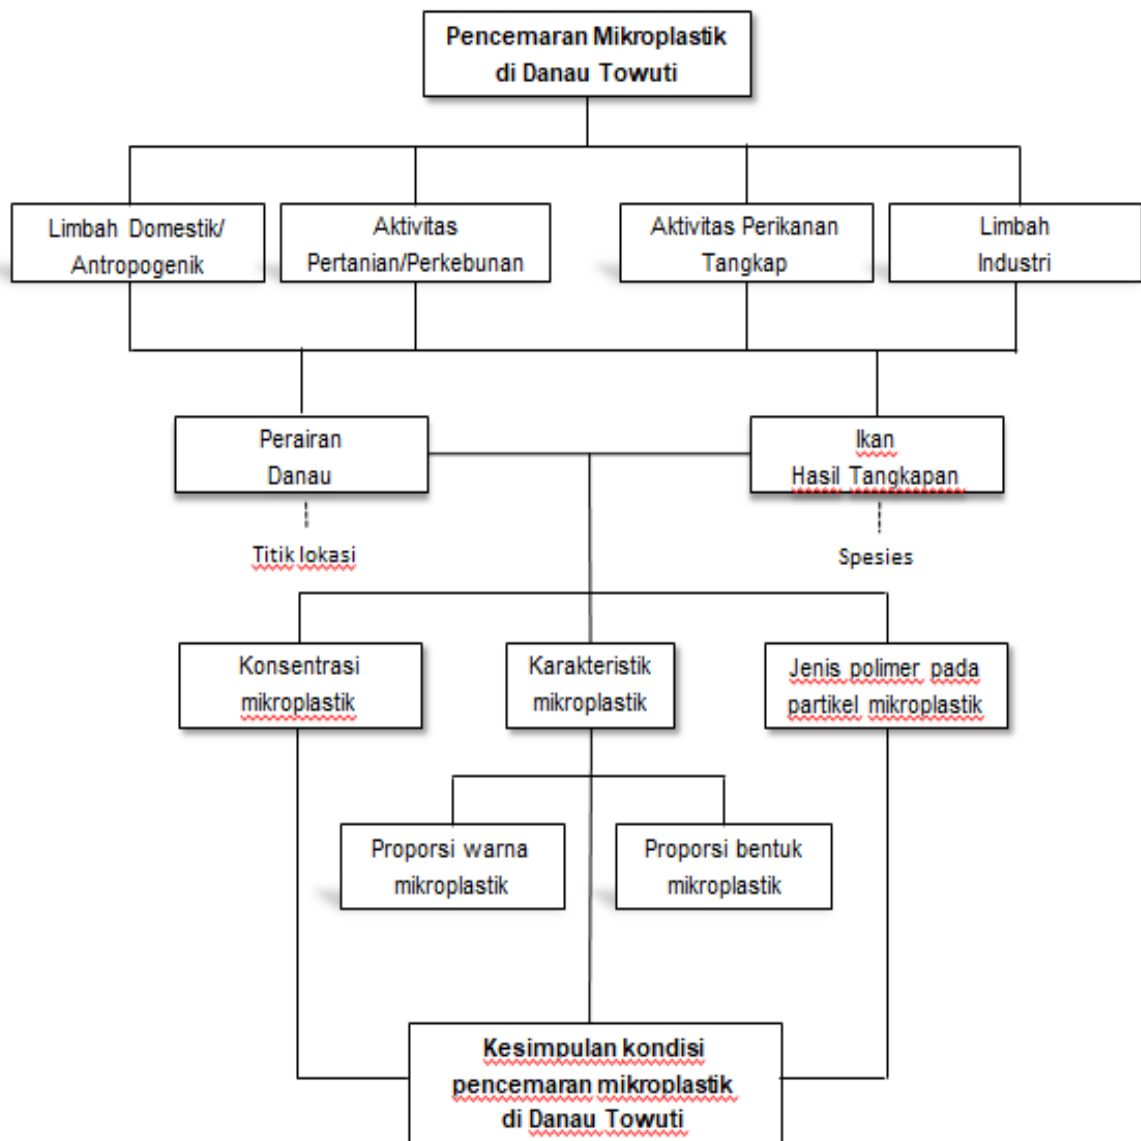 Pencemaran Mikroplastik
di Danau Towuti
Limbah Domestik/
Antropogenik
Aktivitas
Pertanian/Perkebunan
Aktivitas Perikanan
Tangkap
Limbah
Industri
Perairan
Danau
Ikan
Hasil Tangkapan
Titik lokasi
Spesies
Konsentrasi
mikroplastik
Karakteristik
mikroplastik
Jenis polimer pada
partikel mikroplastik
Proporsi warna
mikroplastik
Proporsi bentuk
mikroplastik
Kesimpulan kondisi
pencemaran mikroplastik
di Danau Towuti